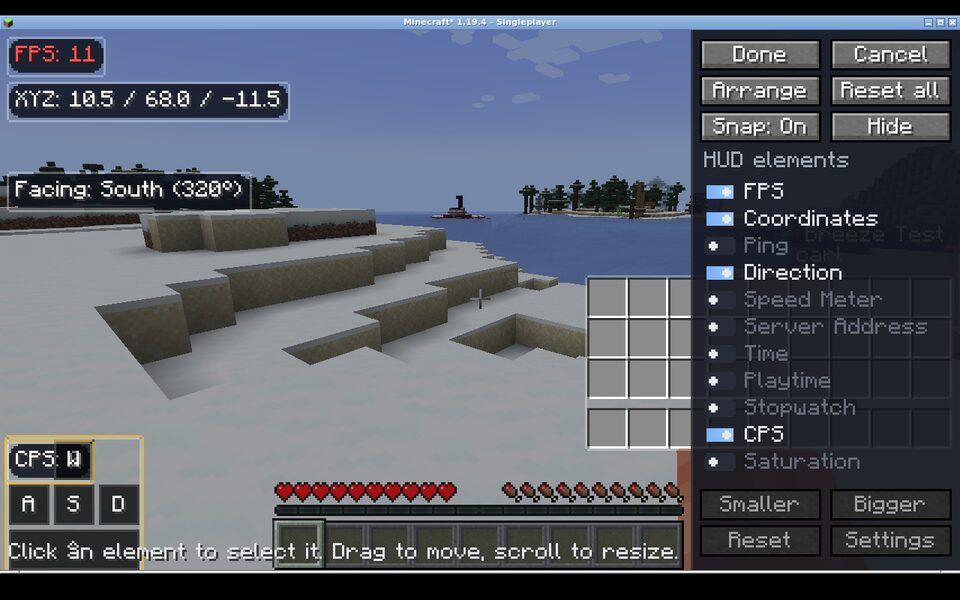 Minecraft* 1.19.4 - Singleplayer
FPS: 11
XYZ: 10.5 / 68.0 / -11.5
Facing: South (320°)
Done
Cancel
Arrange
Reset all
Snap: On
Hide
HUD elements
FPS
Coordinates
Ping
Direction
Speed Meter
Server Address
Time
Playtime
Stopwatch
CPS
Saturation
Smaller
Bigger
Reset
Settings
CPS:
W
A
S
D
Click an element to select it. Drag to move, scroll to resize.